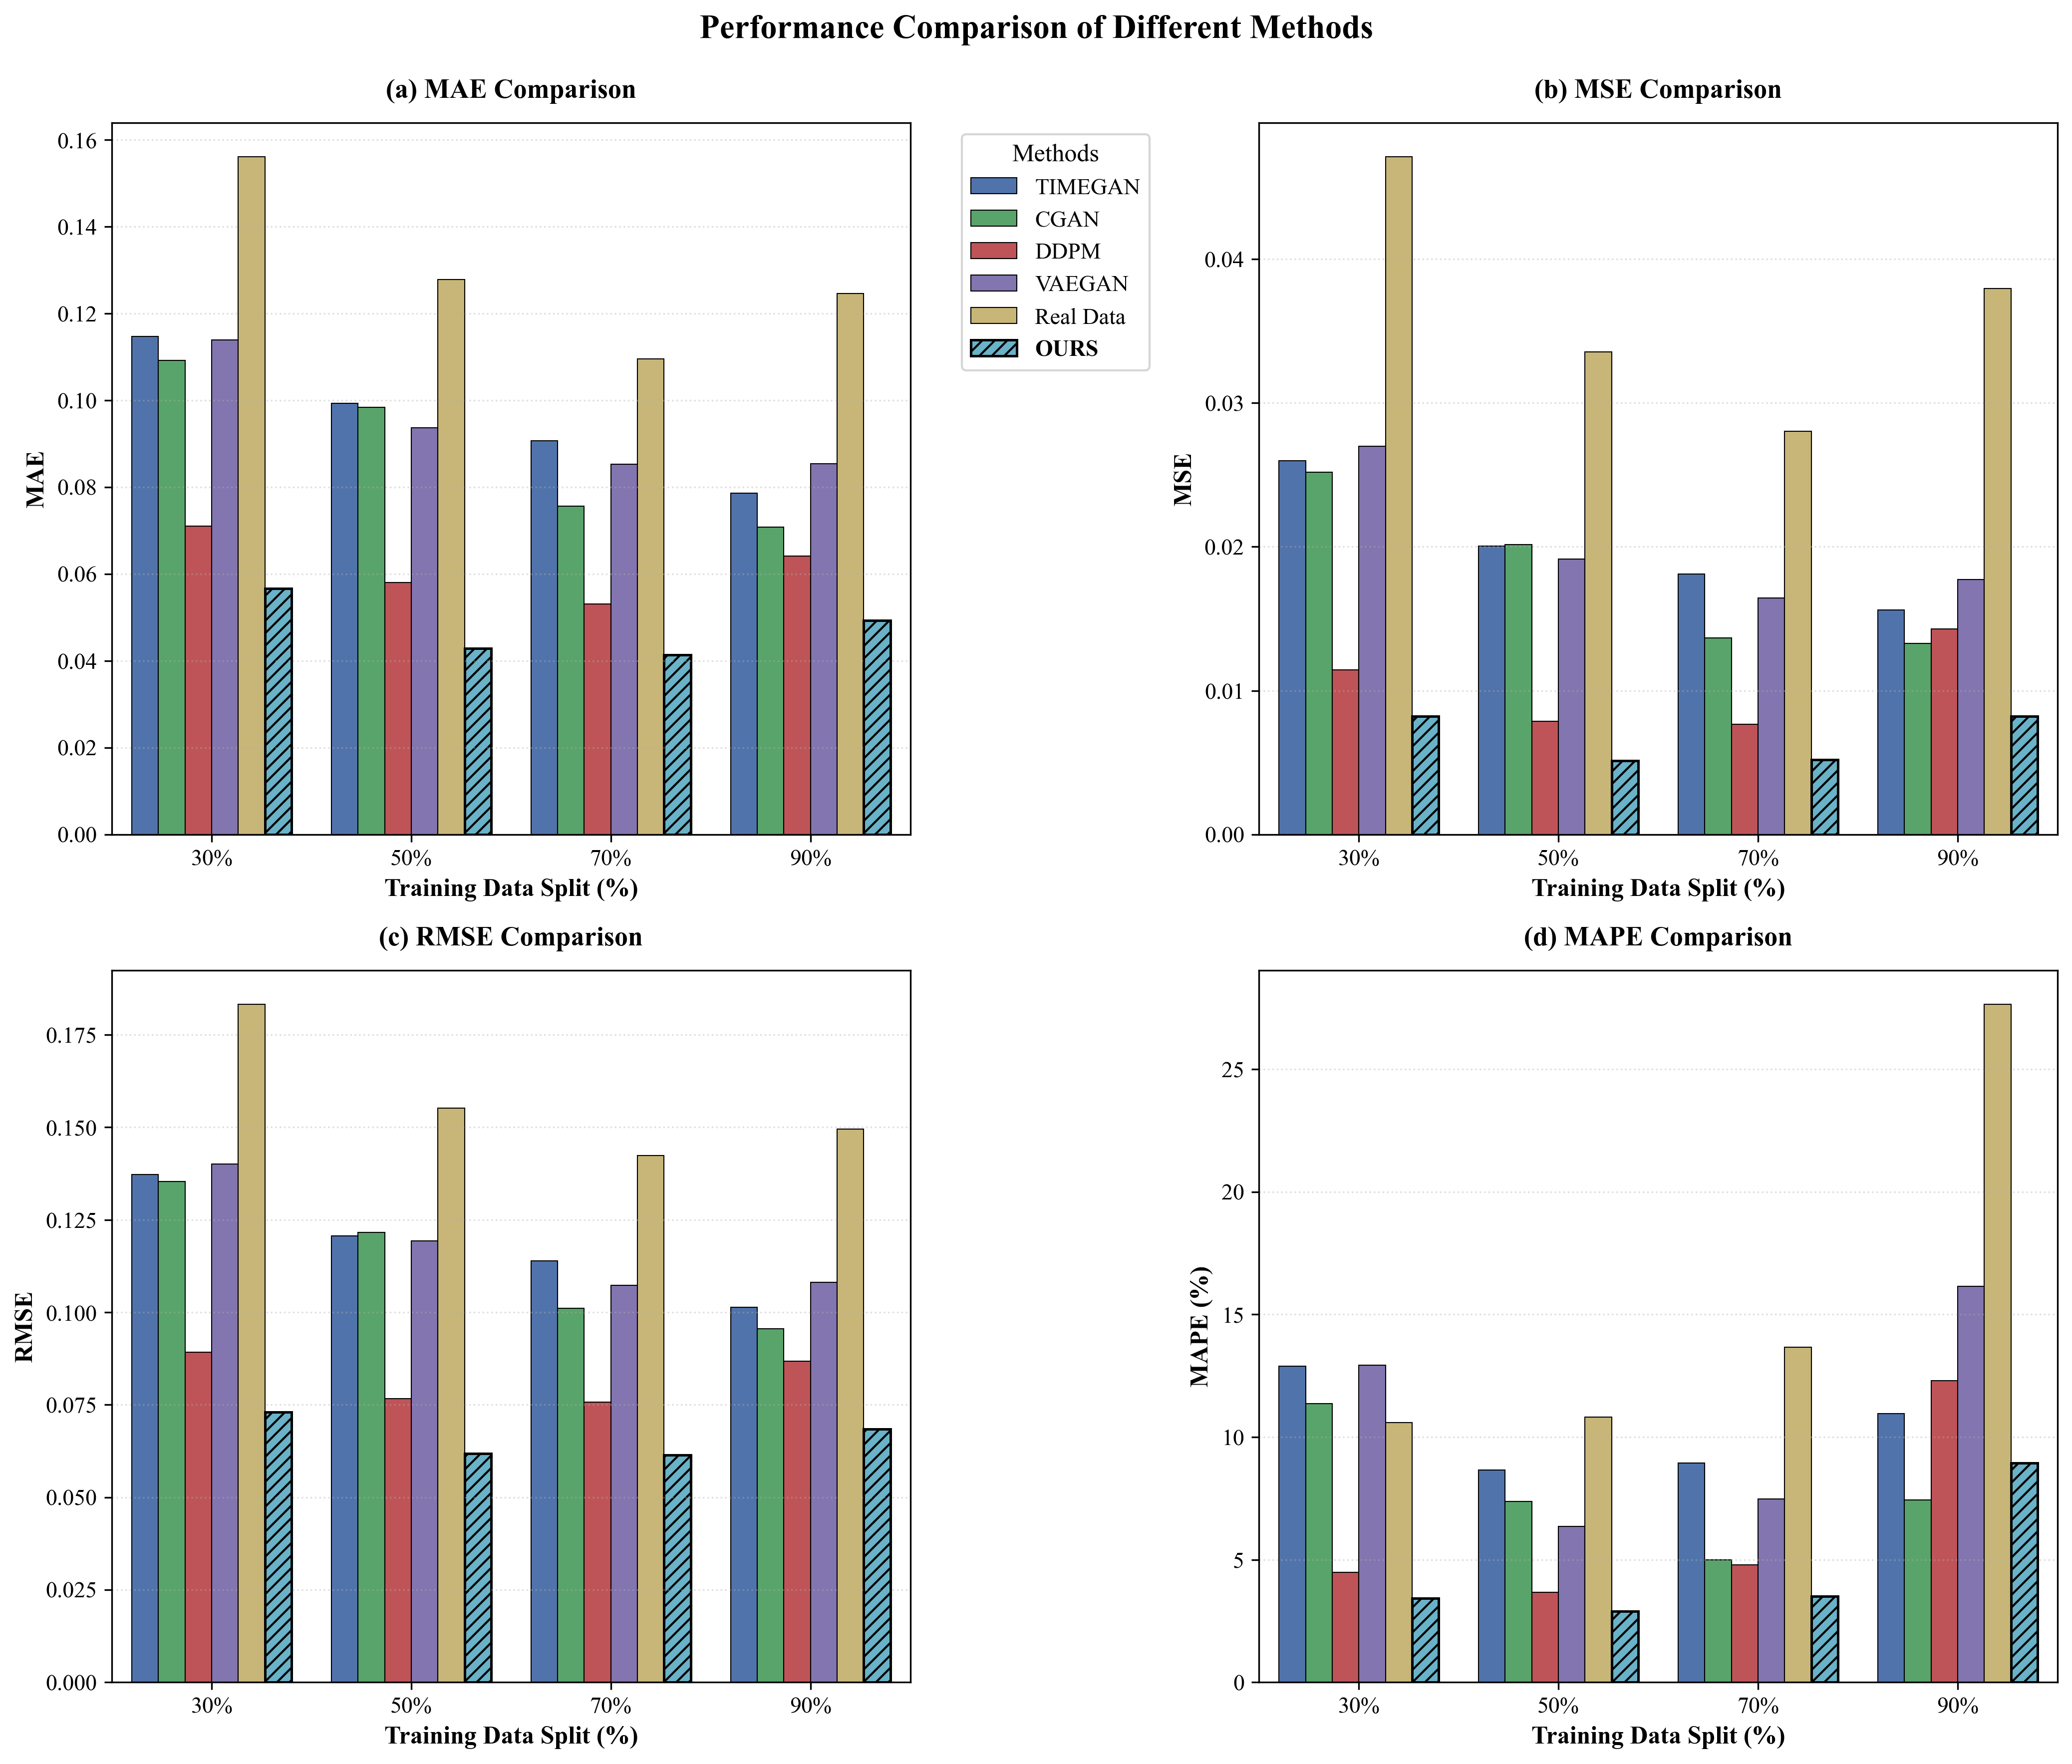 Performance Comparison of Different Methods
(a) MAE Comparison
0.16
0.14
0.12
0.10
0.08
0.06
0.04
0.02
0.00
MAE
30%
50%
70%
90%
Training Data Split (%)
Methods
TIMEGAN
CGAN
DDPM
VAEGAN
Real Data
OURS
(b) MSE Comparison
0.04
0.03
0.02
0.01
0.00
MSE
30%
50%
70%
90%
Training Data Split (%)
(c) RMSE Comparison
0.175
0.150
0.125
0.100
0.075
0.050
0.025
0.000
RMSE
30%
50%
70%
90%
Training Data Split (%)
(d) MAPE Comparison
25
20
15
10
5
0
MAPE (%)
30%
50%
70%
90%
Training Data Split (%)